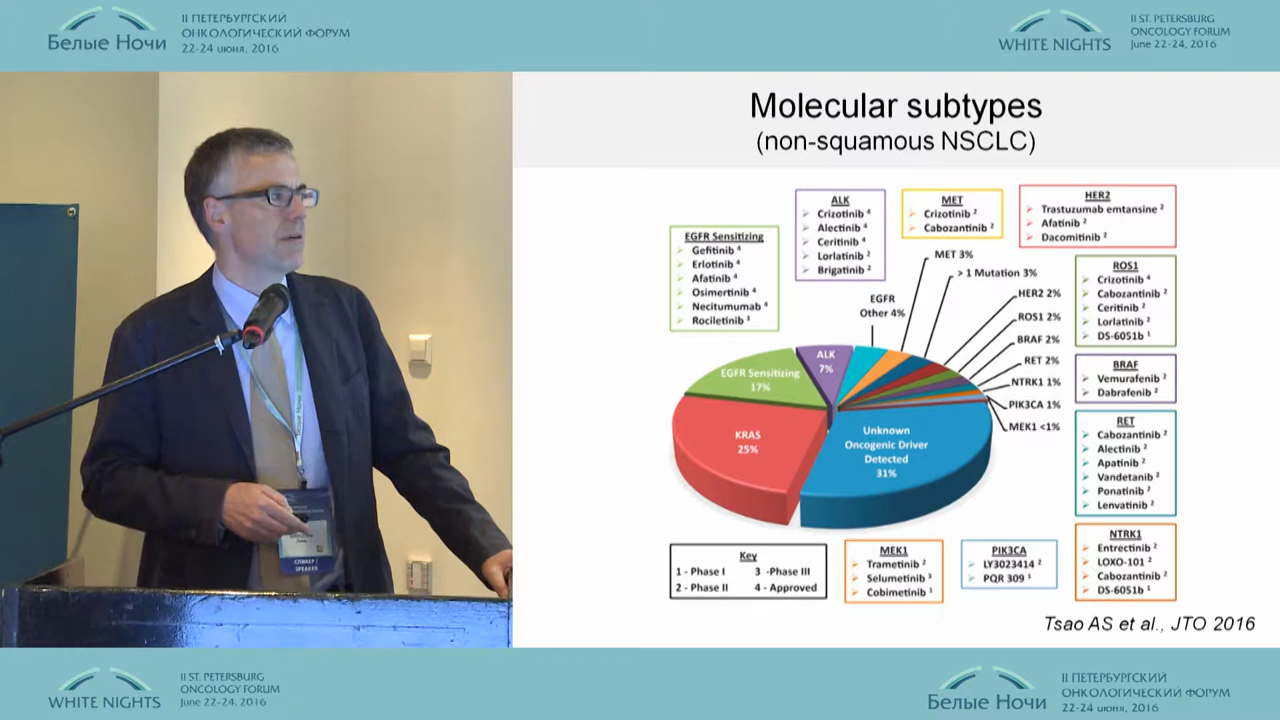 Белые Ночи
II ПЕТЕРБУРГСКИЙ
ОНКОЛОГИЧЕСКИЙ ФОРУМ
22-24 июня, 2016
WHITE NIGHTS
II ST. PETERSBURG
ONCOLOGY FORUM
June 22-24, 2016
Molecular subtypes
(non-squamous NSCLC)
EGFR Sensitizing
Gefitinib 4
Erlotinib 4
Afatinib 4
Osimertinib 4
Necitumumab 4
Rociletinib 3
ALK
Crizotinib 4
Alectinib 4
Ceritinib 4
Lorlatinib 2
Brigatinib 2
MET
Crizotinib 2
Cabozantinib 2
HER2
Trastuzumab emtansine 2
Afatinib 2
Dacomitinib 2
ROS1
Crizotinib 4
Cabozantinib 2
Ceritinib 2
Lorlatinib 2
DS-6051b 1
BRAF
Vemurafenib 2
Dabrafenib 2
RET
Cabozantinib 2
Alectinib 2
Apatinib 2
Vandetanib 2
Ponatinib 2
Lenvatinib 2
NTRK1
Entrectinib 2
LOXO-101 2
Cabozantinib 2
DS-6051b 1
EGFR
Other 4%
MET 3%
> 1 Mutation 3%
HER2 2%
ROS1 2%
BRAF 2%
RET 2%
NTRK1 1%
PIK3CA 1%
MEK1 <1%
ALK
7%
EGFR Sensitizing
17%
KRAS
25%
Unknown
Oncogenic Driver
Detected
31%
Key
1 - Phase I 3 -Phase III
2 - Phase II 4 - Approved
MEK1
Trametinib 2
Selumetinib 3
Cobimetinib 1
PIK3CA
LY3023414 2
PQR 309 1
Tsao AS et al., JTO 2016
СПИКЕР /
SPEAKER
WHITE NIGHTS
II ST. PETERSBURG
ONCOLOGY FORUM
June 22-24, 2016
Белые Ночи
II ПЕТЕРБУРГСКИЙ
ОНКОЛОГИЧЕСКИЙ ФОРУМ
22-24 июня, 2016